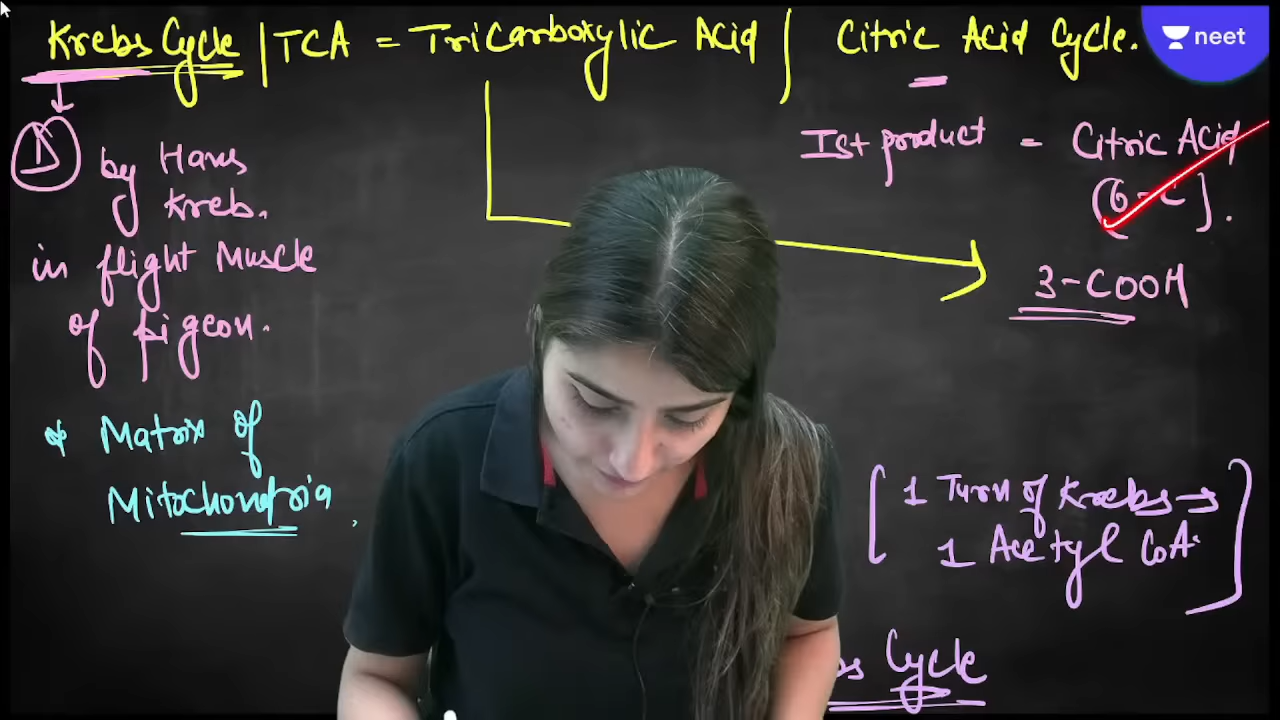 Krebs Cycle | TCA = Tricarboxylic Acid | Citric Acid Cycle.
neet
1
by Hans
Kreb.
in flight Muscle
of pigeon.
Ist product = Citric Acid
(6-C].
3-COOH
* Matrix of
Mitochondria
[1 Turn of Krebs →
1 Acetyl CoA]
Cycle